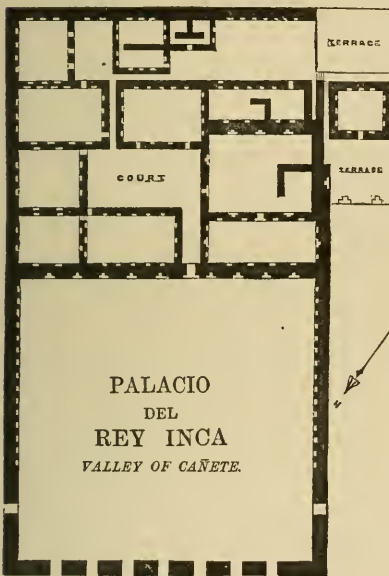 TERRACE
TERRACE
COURT
PALACIO
DEL
REY INCA
VALLEY OF CAÑETE.
N